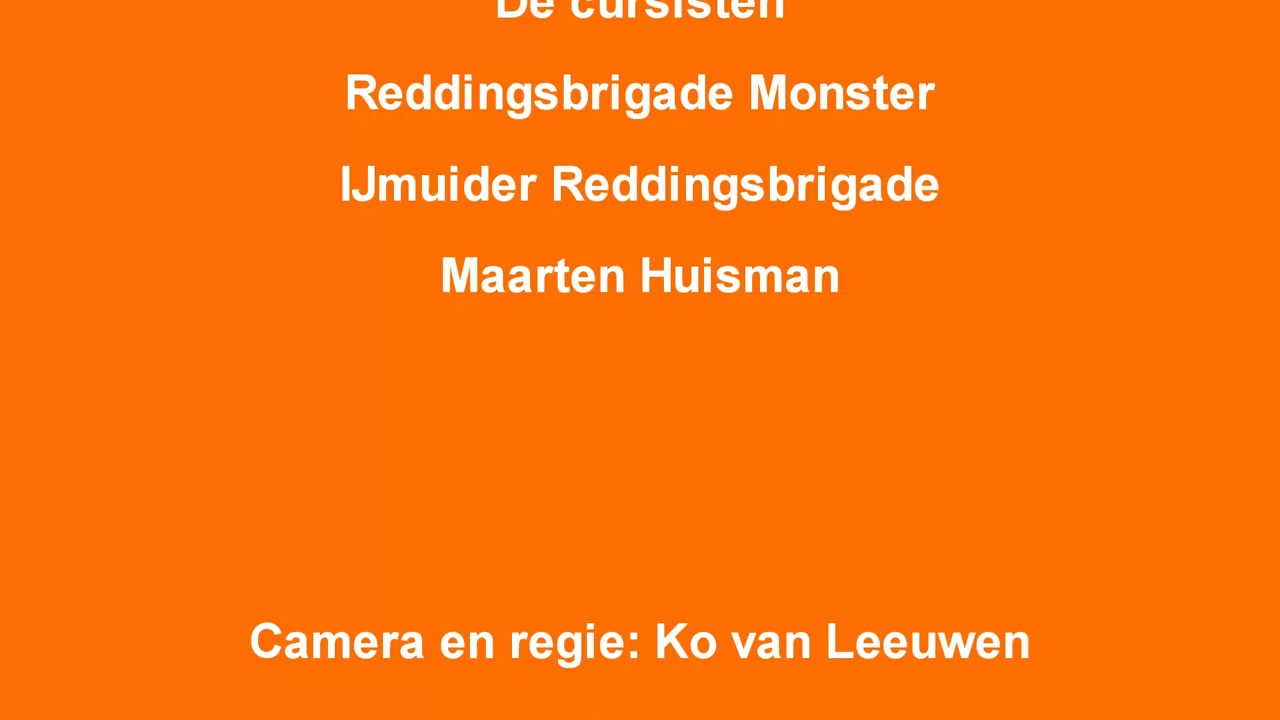 De cursisten
Reddingsbrigade Monster
IJmuider Reddingsbrigade
Maarten Huisman
Camera en regie: Ko van Leeuwen